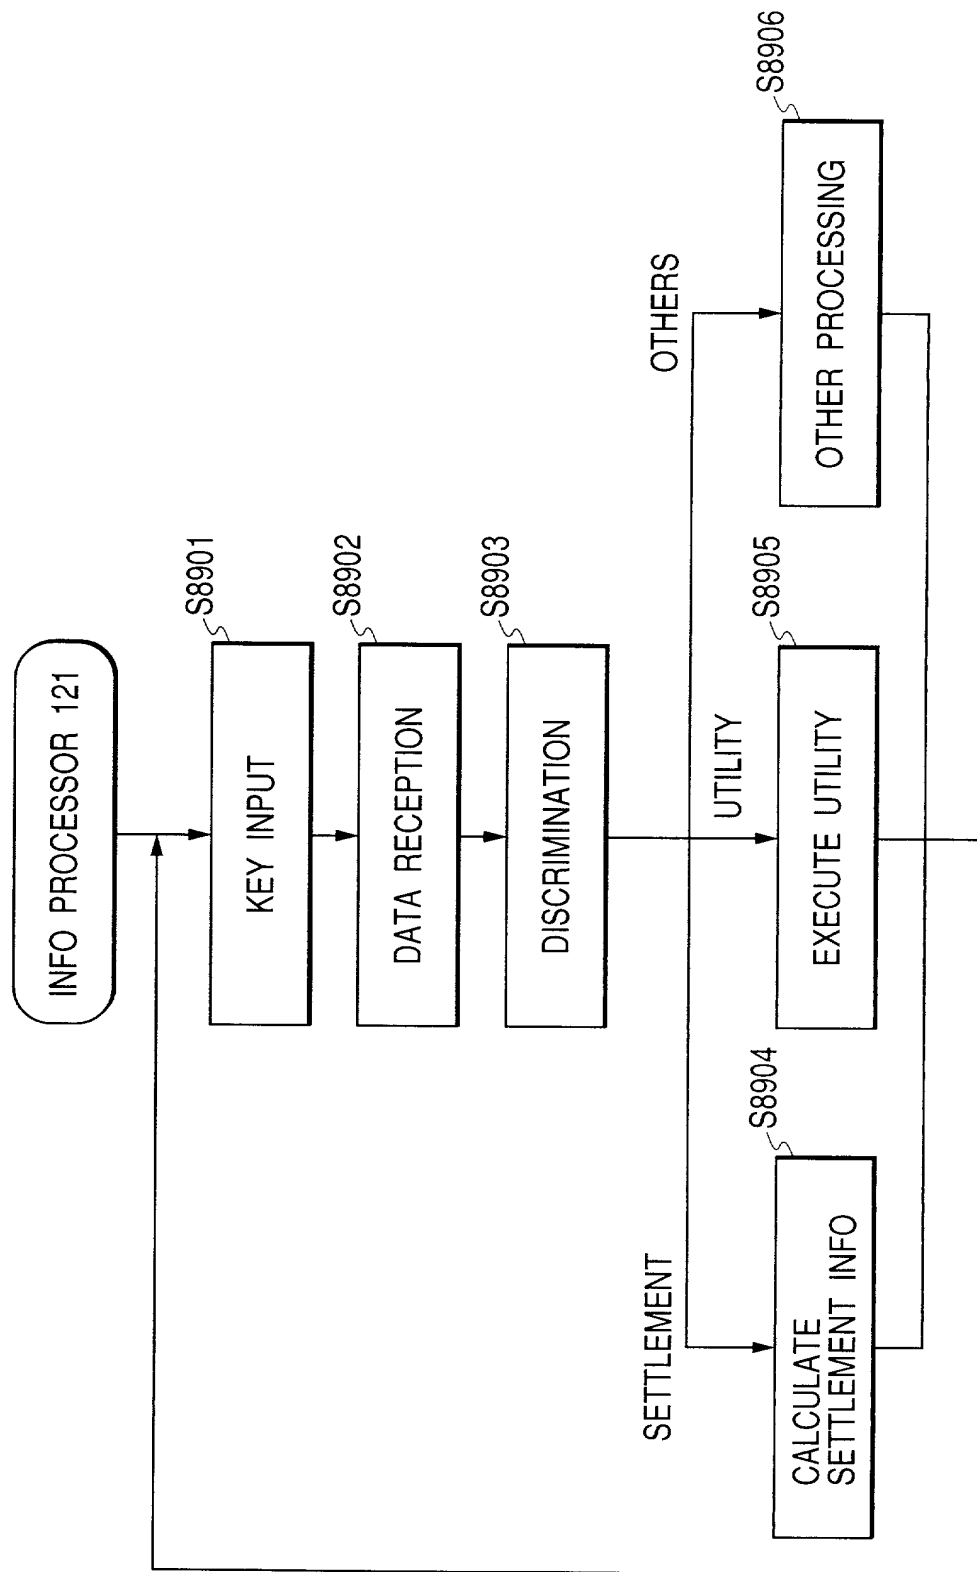 INFO PROCESSOR 121
S8901
KEY INPUT
S8902
DATA RECEPTION
S8903
DISCRIMINATION
SETTLEMENT
UTILITY
OTHERS
S8904
CALCULATE
SETTLEMENT INFO
S8905
EXECUTE UTILITY
S8906
OTHER PROCESSING